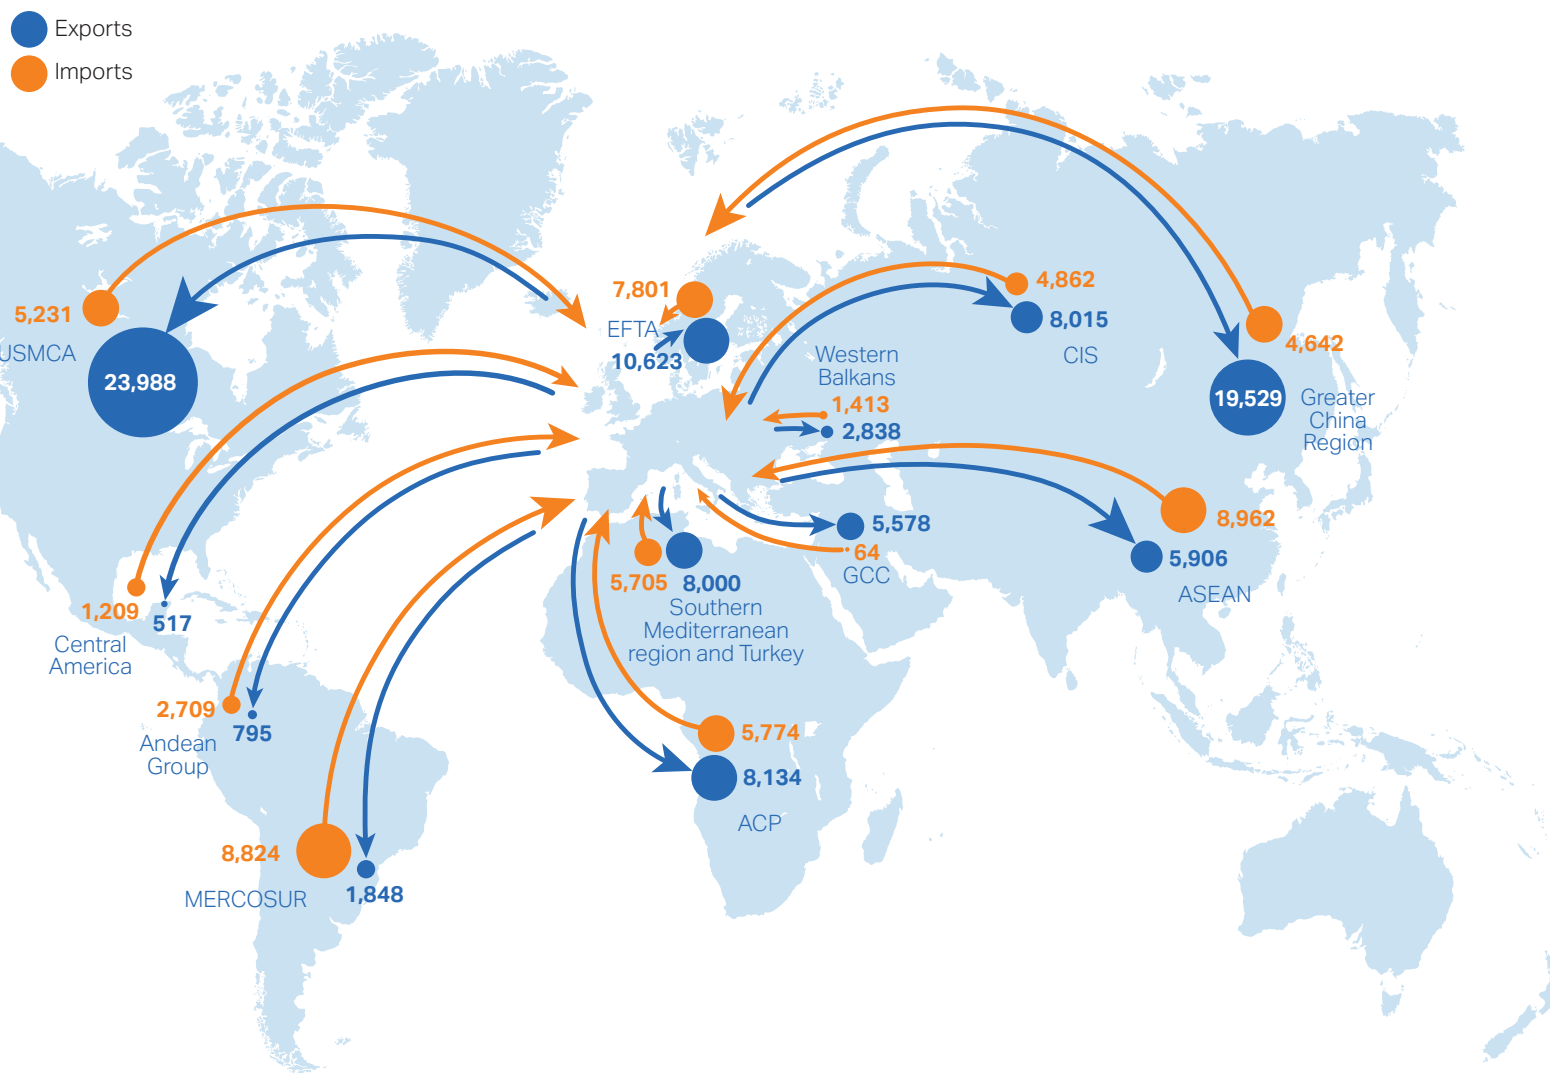 Exports
Imports
5,231
USMCA
23,988
7,801
EFTA
10,623
4,862
8,015
CIS
4,642
19,529
Greater
China
Region
Western
Balkans
1,413
2,838
8,962
5,906
ASEAN
5,578
64
GCC
5,705
8,000
Southern
Mediterranean
region and Turkey
1,209
517
Central
America
2,709
795
Andean
Group
5,774
8,134
ACP
8,824
MERCOSUR
1,848